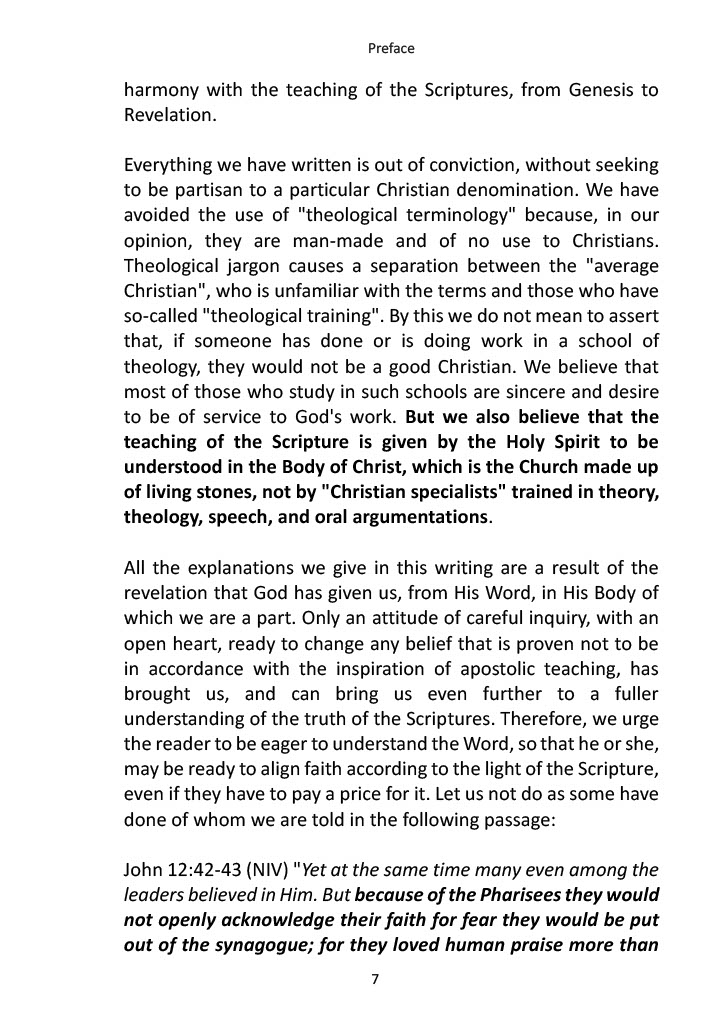 Preface
harmony with the teaching of the Scriptures, from Genesis to
Revelation.
Everything we have written is out of conviction, without seeking
to be partisan to a particular Christian denomination. We have
avoided the use of "theological terminology" because, in our
opinion, they are man-made and of no use to Christians.
Theological jargon causes a separation between the "average
Christian", who is unfamiliar with the terms and those who have
so-called "theological training". By this we do not mean to assert
that, if someone has done or is doing work in a school of
theology, they would not be a good Christian. We believe that
most of those who study in such schools are sincere and desire
to be of service to God's work. But we also believe that the
teaching of the Scripture is given by the Holy Spirit to be
understood in the Body of Christ, which is the Church made up
of living stones, not by "Christian specialists" trained in theory,
theology, speech, and oral argumentations.
All the explanations we give in this writing are a result of the
revelation that God has given us, from His Word, in His Body of
which we are a part. Only an attitude of careful inquiry, with an
open heart, ready to change any belief that is proven not to be
in accordance with the inspiration of apostolic teaching, has
brought us, and can bring us even further to a fuller
understanding of the truth of the Scriptures. Therefore, we urge
the reader to be eager to understand the Word, so that he or she,
may be ready to align faith according to the light of the Scripture,
even if they have to pay a price for it. Let us not do as some have
done of whom we are told in the following passage:
John 12:42-43 (NIV) "Yet at the same time many even among the
leaders believed in Him. But because of the Pharisees they would
not openly acknowledge their faith for fear they would be put
out of the synagogue; for they loved human praise more than
7